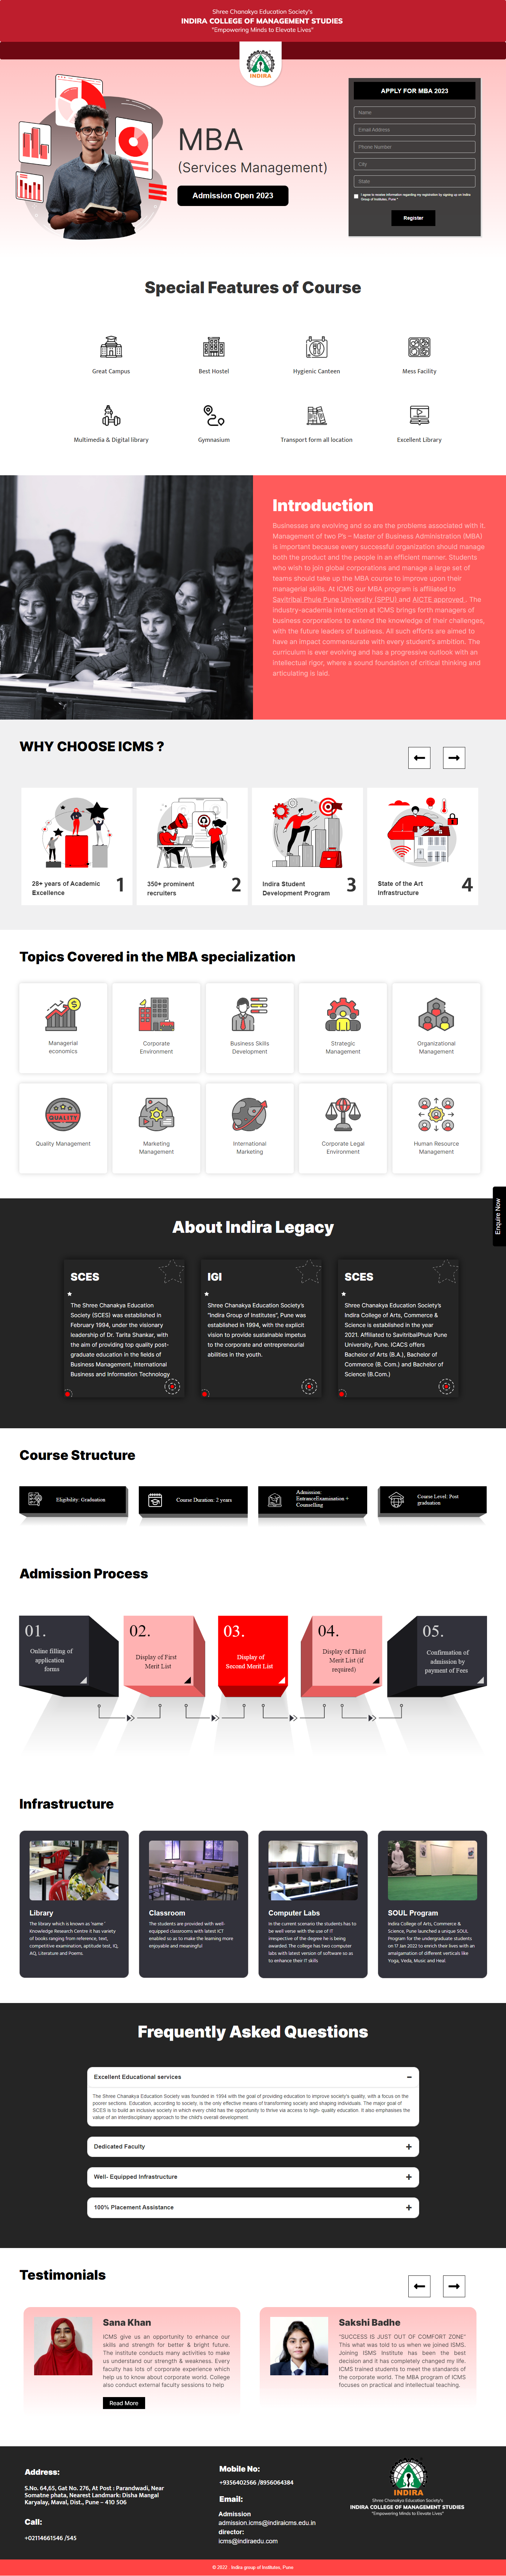 Shree Chanakya Education Society's
INDIRA COLLEGE OF MANAGEMENT STUDIES
"Empowering Minds to Elevate Lives"
INDIRA
MBA
(Services Management)
Admission Open 2023
APPLY FOR MBA 2023
Name
Email Address
Phone Number
City
State
I agree to receive information regarding my registration by signing up on Indira
Group of Institutes, Pune *
Register
Special Features of Course
Great Campus
Best Hostel
Hygienic Canteen
Mess Facility
Multimedia & Digital library
Gymnasium
Transport form all location
Excellent Library
Introduction
Businesses are evolving and so are the problems associated with it.
Management of two P's – Master of Business Administration (MBA)
is important because every successful organization should manage
both the product and the people in an efficient manner. Students
who wish to join global corporations and manage a large set of
teams should take up the MBA course to improve upon their
managerial skills. At ICMS our MBA program is affiliated to
Savitribai Phule Pune University (SPPU) and AICTE approved . The
industry-academia interaction at ICMS brings forth managers of
business corporations to extend the knowledge of their challenges,
with the future leaders of business. All such efforts are aimed to
have an impact commensurate with every student's ambition. The
curriculum is ever evolving and has a progressive outlook with an
intellectual rigor, where a sound foundation of critical thinking and
articulating is laid.
WHY CHOOSE ICMS ?
28+ years of Academic
Excellence
1
350+ prominent
recruiters
2
Indira Student
Development Program
3
State of the Art
Infrastructure
4
Topics Covered in the MBA specialization
Managerial
economics
Corporate
Environment
Business Skills
Development
Strategic
Management
Organizational
Management
QUALITY
Quality Management
Marketing
Management
International
Marketing
Corporate Legal
Environment
Human Resource
Management
Enquire Now
About Indira Legacy
SCES
The Shree Chanakya Education
Society (SCES) was established in
February 1994, under the visionary
leadership of Dr. Tarita Shankar, with
the aim of providing top quality post-
graduate education in the fields of
Business Management, International
Business and Information Technology
IGI
Shree Chanakya Education Society's
"Indira Group of Institutes", Pune was
established in 1994, with the explicit
vision to provide sustainable impetus
to the corporate and entrepreneurial
abilities in the youth.
SCES
Shree Chanakya Education Society's
Indira College of Arts, Commerce &
Science is established in the year
2021. Affiliated to SavitribaiPhule Pune
University, Pune. ICACS offers
Bachelor of Arts (B.A.), Bachelor of
Commerce (B. Com.) and Bachelor of
Science (B.Com.)
Course Structure
Eligibility: Graduation
Course Duration: 2 years
Admission:
EntranceExamination +
Counselling
Course Level: Post
graduation
Admission Process
01.
Online filling of
application
forms
02.
Display of First
Merit List
03.
Display of
Second Merit List
04.
Display of Third
Merit List (if
required)
05.
Confirmation of
admission by
payment of Fees
Infrastructure
Library
The library which is known as 'name '
Knowledge Research Centre it has variety
of books ranging from reference, text,
competitive examination, aptitude test, IQ,
AQ, Literature and Poems.
Classroom
The students are provided with well-
equipped classrooms with latest ICT
enabled so as to make the learning more
enjoyable and meaningful
Computer Labs
In the current scenario the students has to
be well verse with the use of IT
irrespective of the degree he is being
awarded. The college has two computer
labs with latest version of software so as
to enhance their IT skills
SOUL Program
Indira College of Arts, Commerce &
Science, Pune launched a unique SOUL
Program for the undergraduate students
on 17 Jan 2022 to enrich their lives with an
amalgamation of different verticals like
Yoga, Veda, Music and Heal.
Frequently Asked Questions
Excellent Educational services
The Shree Chanakya Education Society was founded in 1994 with the goal of providing education to improve society's quality, with a focus on the
poorer sections. Education, according to society, is the only effective means of transforming society and shaping individuals. The major goal of
SCES is to build an inclusive society in which every child has the opportunity to thrive via access to high- quality education. It also emphasises the
value of an interdisciplinary approach to the child's overall development.
Dedicated Faculty
Well- Equipped Infrastructure
100% Placement Assistance
Testimonials
Sana Khan
ICMS give us an opportunity to enhance our
skills and strength for better & bright future.
The institute conducts many activities to make
us understand our strength & weakness. Every
faculty has lots of corporate experience which
help us to know about corporate world. College
also conduct external faculty sessions to help
Read More
Sakshi Badhe
"SUCCESS IS JUST OUT OF COMFORT ZONE"
This what was told to us when we joined ISMS.
Joining ISMS Institute has been the best
decision and it has completely changed my life.
ICMS trained students to meet the standards of
the corporate world. The MBA program of ICMS
focuses on practical and intellectual teaching.
Address:
S.No. 64,65, Gat No. 276, At Post : Parandwadi, Near
Somatne phata, Nearest Landmark: Disha Mangal
Karyalay, Maval, Dist., Pune – 410 506
Call:
+02114661546 /545
Mobile No:
+9356402566 /8956064384
Email:
Admission
admission.icms@indiraicms.edu.in
director:
icms@indiraedu.com
INDIRA
Shree Chanakya Education Society's
INDIRA COLLEGE OF MANAGEMENT STUDIES
"Empowering Minds to Elevate Lives"
© 2022 . Indira group of Institutes, Pune